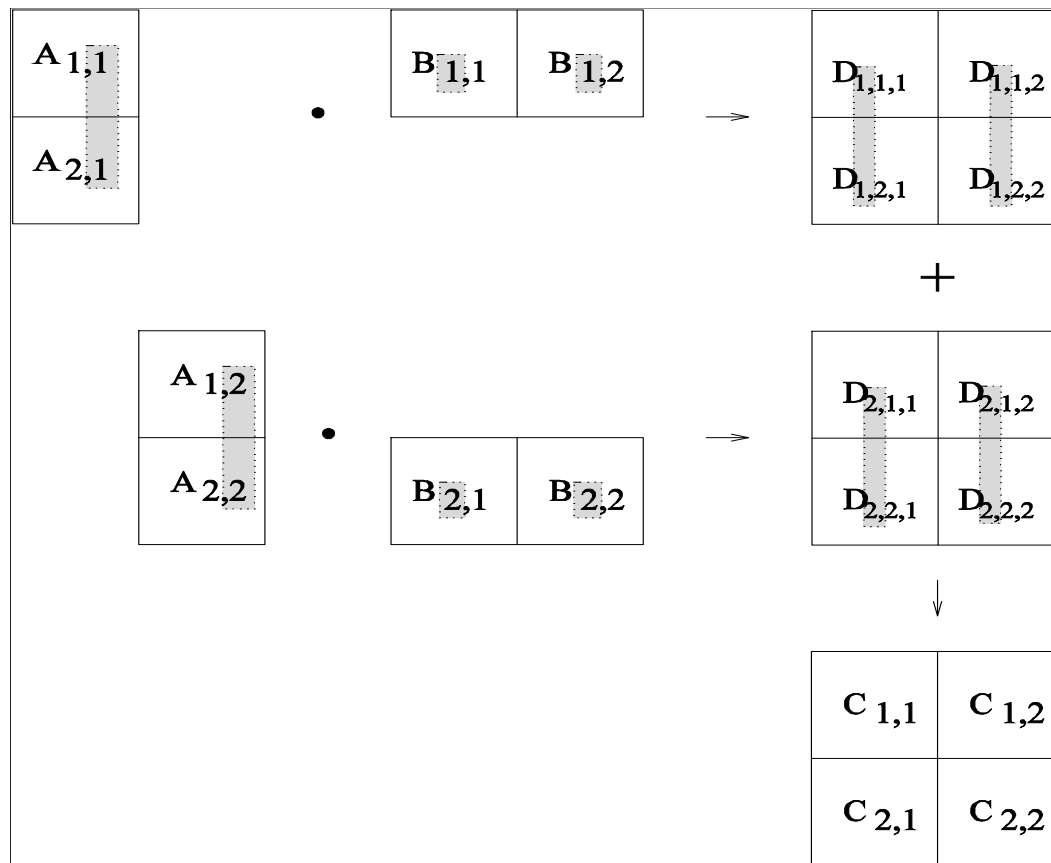 A 1,1 B 1,1 B 1,2 D 1,1,1 D 1,1,2
A 2,1 D 1,2,1 D 1,2,2
+
A 1,2 D 2,1,1 D 2,1,2
A 2,2 B 2,1 B 2,2 D 2,2,1 D 2,2,2
C 1,1 C 1,2
C 2,1 C 2,2